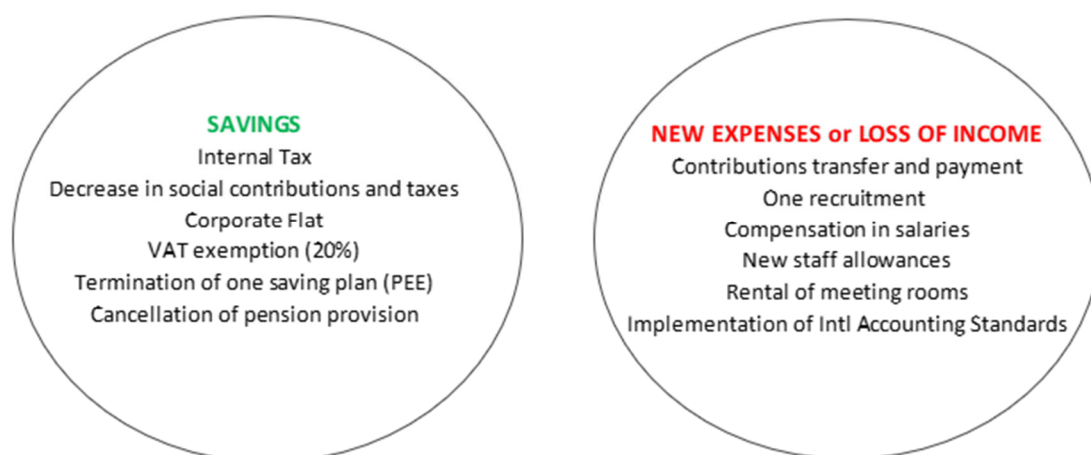 SAVINGS
Internal Tax
Decrease in social contributions and taxes
Corporate Flat
VAT exemption (20%)
Termination of one saving plan (PEE)
Cancellation of pension provision
NEW EXPENSES or LOSS OF INCOME
Contributions transfer and payment
One recruitment
Compensation in salaries
New staff allowances
Rental of meeting rooms
Implementation of Intl Accounting Standards